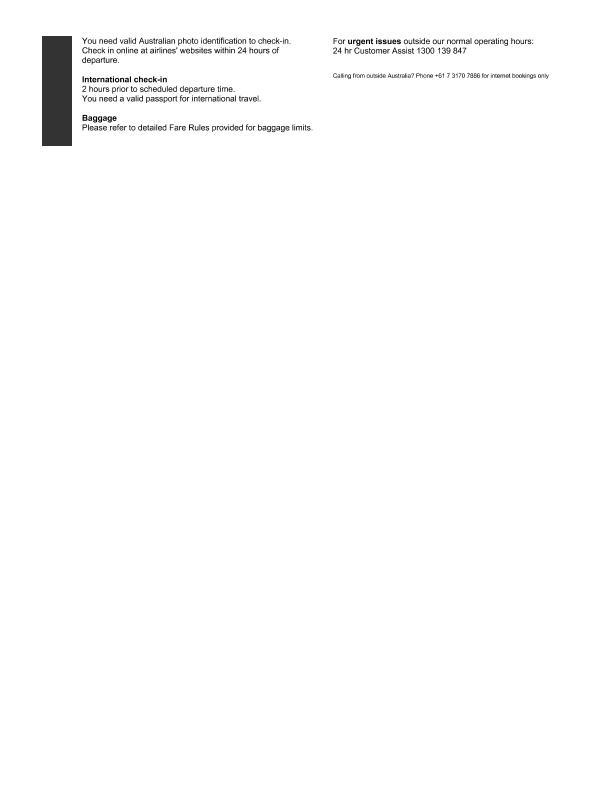 You need valid Australian photo identification to check-in.
Check in online at airlines' websites within 24 hours of
departure.
International check-in
2 hours prior to scheduled departure time.
You need a valid passport for international travel.
Baggage
Please refer to detailed Fare Rules provided for baggage limits.
For urgent issues outside our normal operating hours:
24 hr Customer Assist 1300 139 847
Calling from outside Australia? Phone +61 7 3170 7886 for internet bookings only